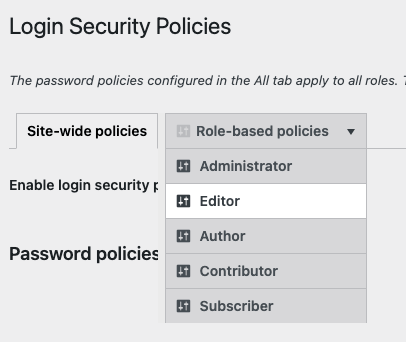 Login Security Policies
The password policies configured in the All tab apply to all roles.
Site-wide policies
Role-based policies
Administrator
Enable login security
Editor
Author
Password policies
Contributor
Subscriber